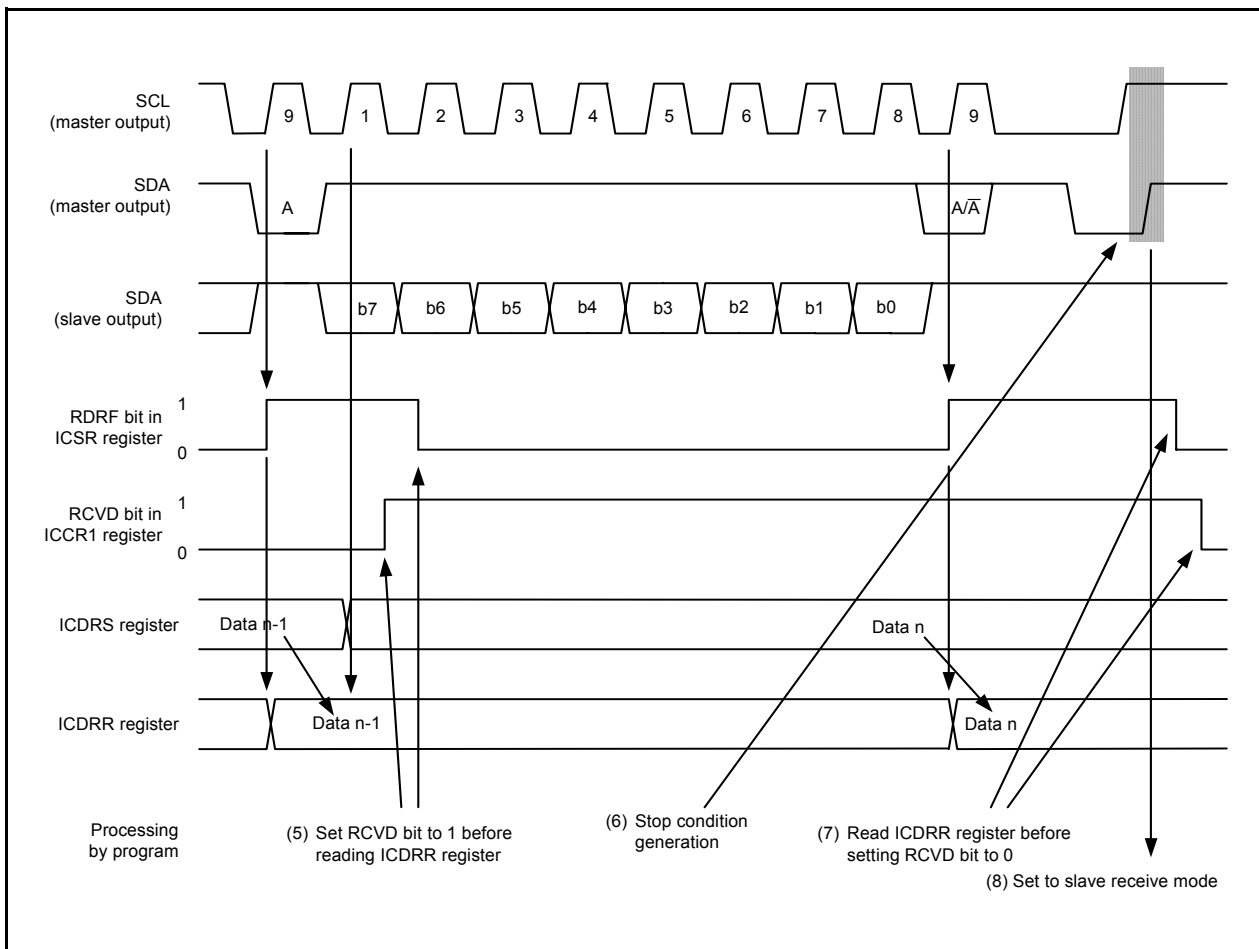 SCL
(master output)
9 1 2 3 4 5 6 7 8 9
SDA
(master output)
A A/A̅
SDA
(slave output)
b7 b6 b5 b4 b3 b2 b1 b0
RDRF bit in
ICSR register
1
0
RCVD bit in
ICCR1 register
1
0
ICDRS register
Data n-1
Data n
ICDRR register
Data n-1
Data n
Processing
by program
(5) Set RCVD bit to 1 before
reading ICDRR register
(6) Stop condition
generation
(7) Read ICDRR register before
setting RCVD bit to 0
(8) Set to slave receive mode